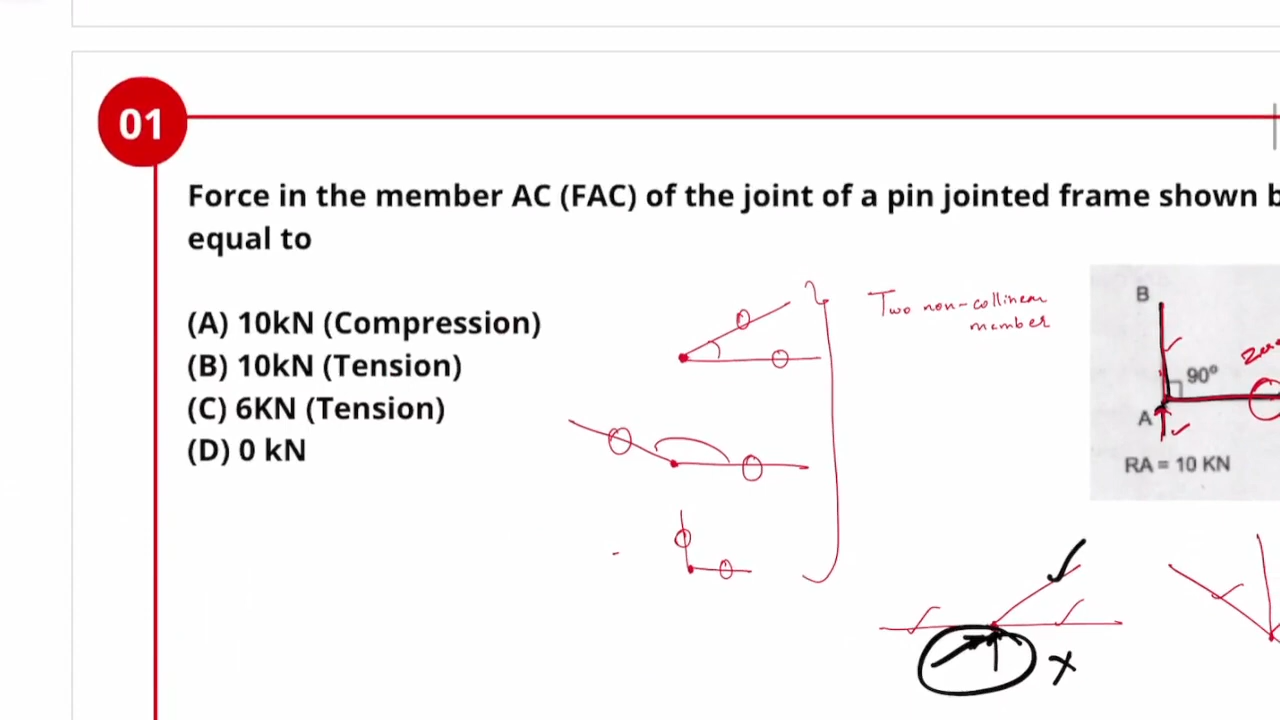 01
Force in the member AC (FAC) of the joint of a pin jointed frame shown
equal to
(A) 10kN (Compression)
(B) 10kN (Tension)
(C) 6KN (Tension)
(D) 0 kN
Two non-collinear
member
B
90°
A
RA = 10 KN